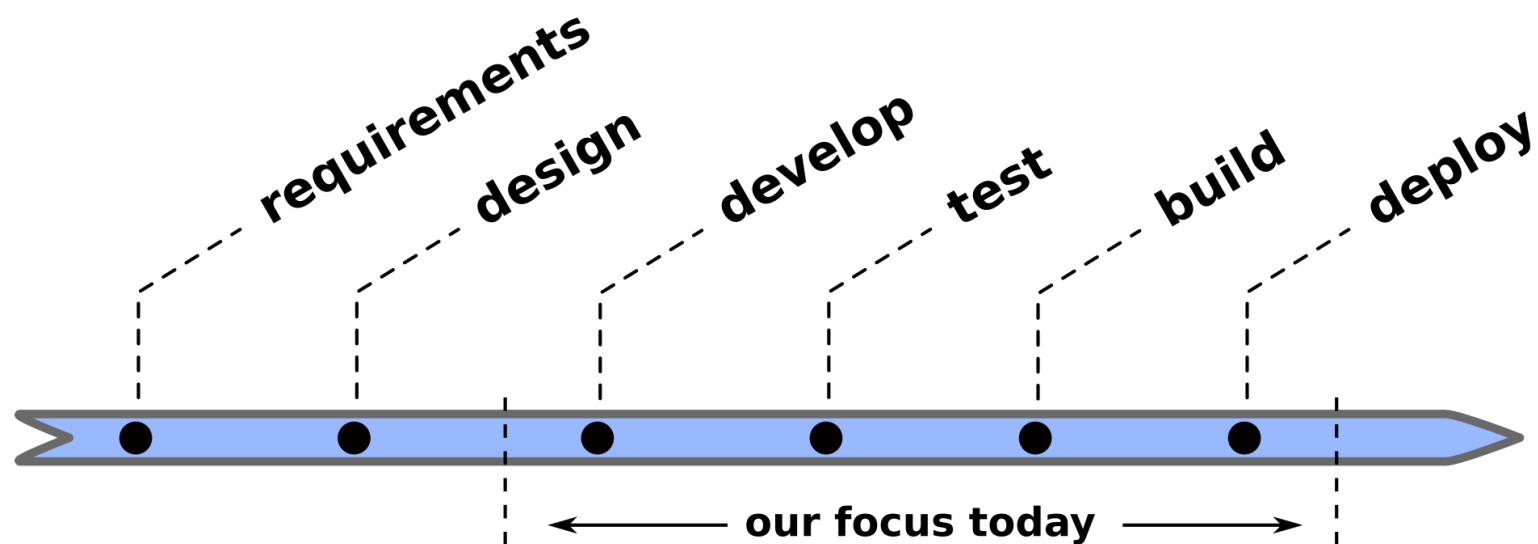 requirements
design
develop
test
build
deploy
our focus today